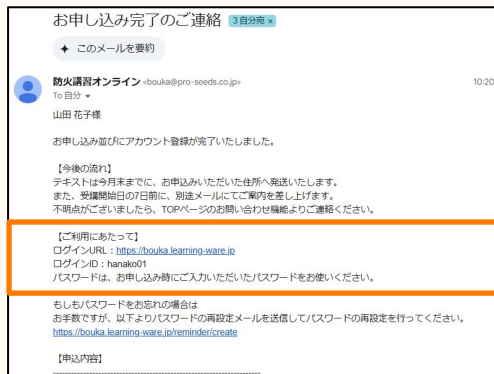 お申し込み完了のご連絡 3自分宛 ×
このメールを要約
防火講習オンライン <bouka@pro-seeds.co.jp> 10:20
To 自分
山田 花子様
お申し込み並びにアカウント登録が完了いたしました。
【今後の流れ】
テキストは今月末までに、お申込みいただいた住所へ発送いたします。
また、受講開始日の7日前に、別途メールにてご案内を差し上げます。
不明点がございましたら、TOPページのお問い合わせ機能よりご連絡ください。
【ご利用にあたって】
ログインURL：https://bouka.learning-ware.jp
ログインID：hanako01
パスワードは、お申し込み時にご入力いただいたパスワードをお使いください。
もしもパスワードをお忘れの場合は
お手数ですが、以下よりパスワードの再設定メールを送信してパスワードの再設定を行ってください。
https://bouka.learning-ware.jp/reminder/create
【申込内容】